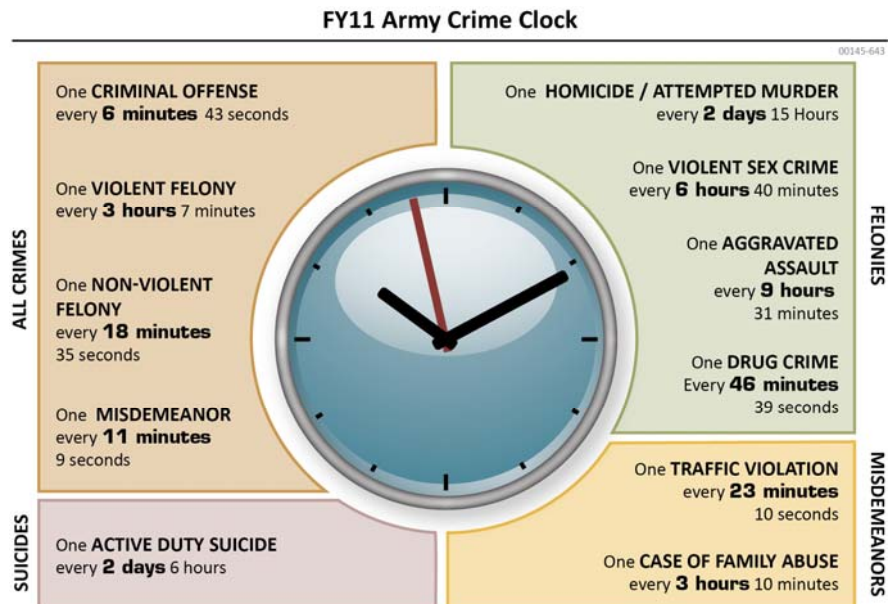 FY11 Army Crime Clock
00145-643
ALL CRIMES
One CRIMINAL OFFENSE
every 6 minutes 43 seconds
One VIOLENT FELONY
every 3 hours 7 minutes
One NON-VIOLENT
FELONY
every 18 minutes
35 seconds
One MISDEMEANOR
every 11 minutes
9 seconds
SUICIDES
One ACTIVE DUTY SUICIDE
every 2 days 6 hours
One HOMICIDE / ATTEMPTED MURDER
every 2 days 15 Hours
One VIOLENT SEX CRIME
every 6 hours 40 minutes
One AGGRAVATED
ASSAULT
every 9 hours
31 minutes
One DRUG CRIME
Every 46 minutes
39 seconds
FELONIES
One TRAFFIC VIOLATION
every 23 minutes
10 seconds
One CASE OF FAMILY ABUSE
every 3 hours 10 minutes
MISDEMEANORS